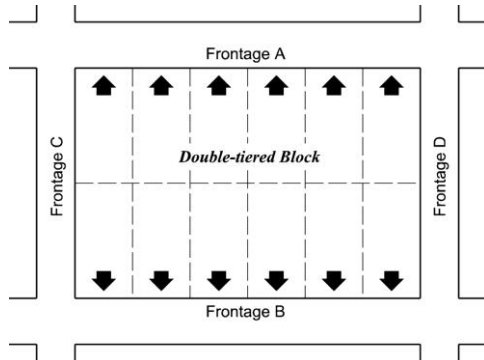 Frontage A
Frontage C
Double-tiered Block
Frontage D
Frontage B